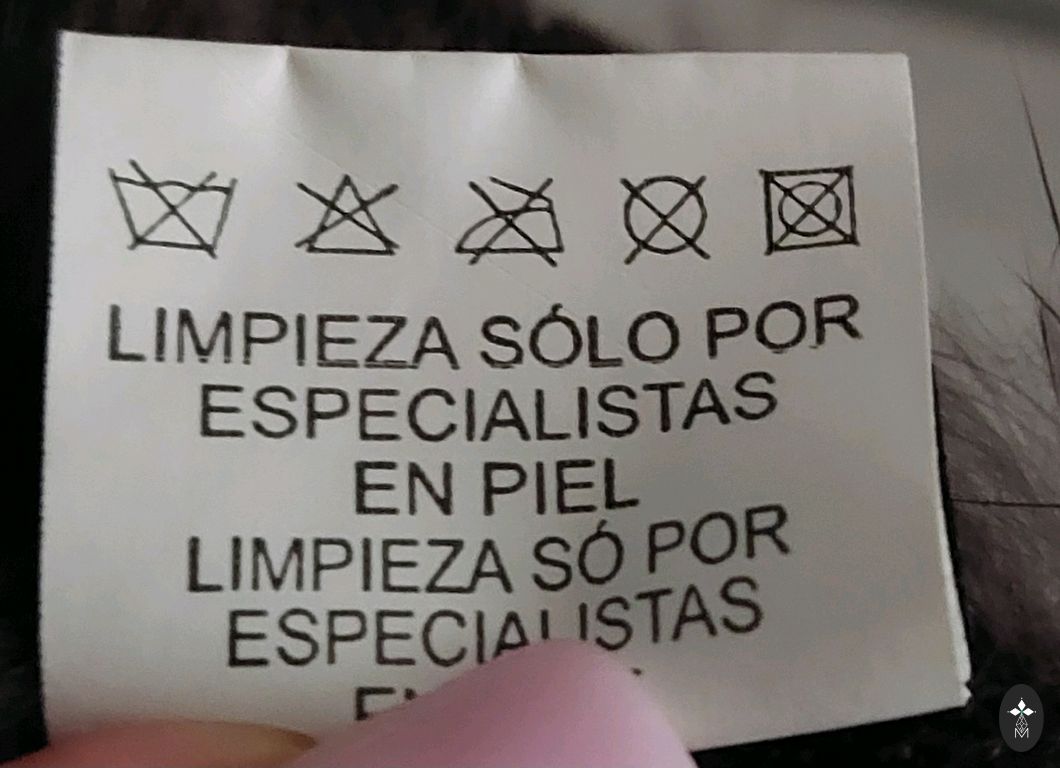 LIMPIEZA SÓLO POR
ESPECIALISTAS
EN PIEL
LIMPIEZA SÓ POR
ESPECIALISTAS